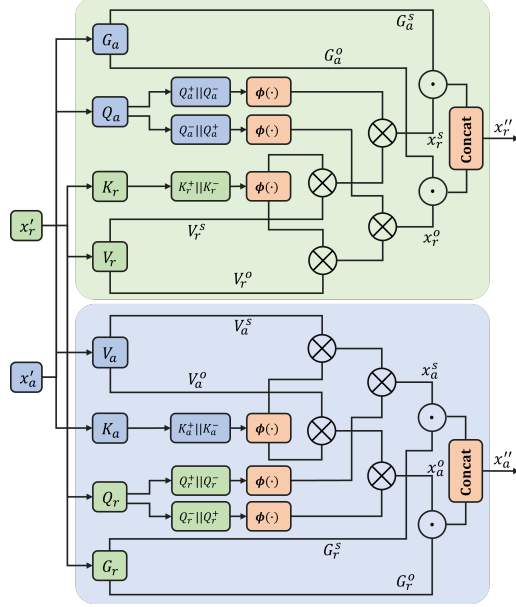 G_a
G_a^s
G_a^o
Q_a
Q_a^+||Q_a^-
ϕ(·)
Q_a^-||Q_a^+
ϕ(·)
x_r^s
Concat
x_r''
K_r
K_r^+||K_r^-
ϕ(·)
x_r'
V_r
V_r^s
x_r^o
V_r^o
x_a'
V_a
V_a^s
V_a^o
x_a^s
K_a
K_a^+||K_a^-
ϕ(·)
Q_r
Q_r^+||Q_r^-
ϕ(·)
x_a^o
Concat
x_a''
Q_r^-||Q_r^+
ϕ(·)
G_r
G_r^s
G_r^o